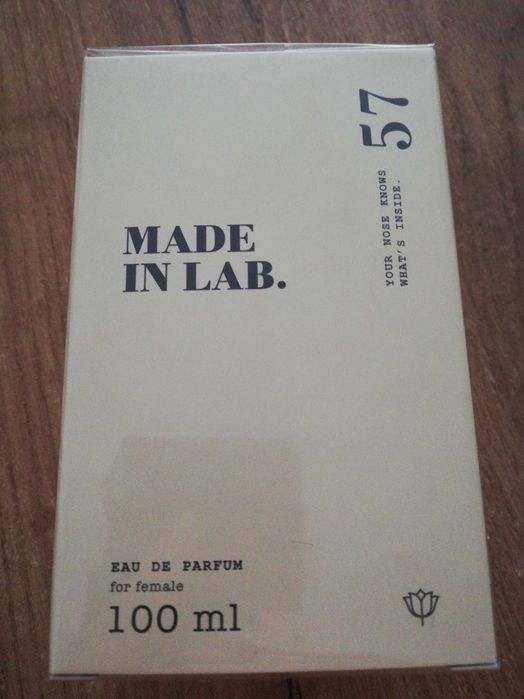 57
YOUR NOSE KNOWS
WHAT'S INSIDE.
MADE
IN LAB.
EAU DE PARFUM
for female
100 ml